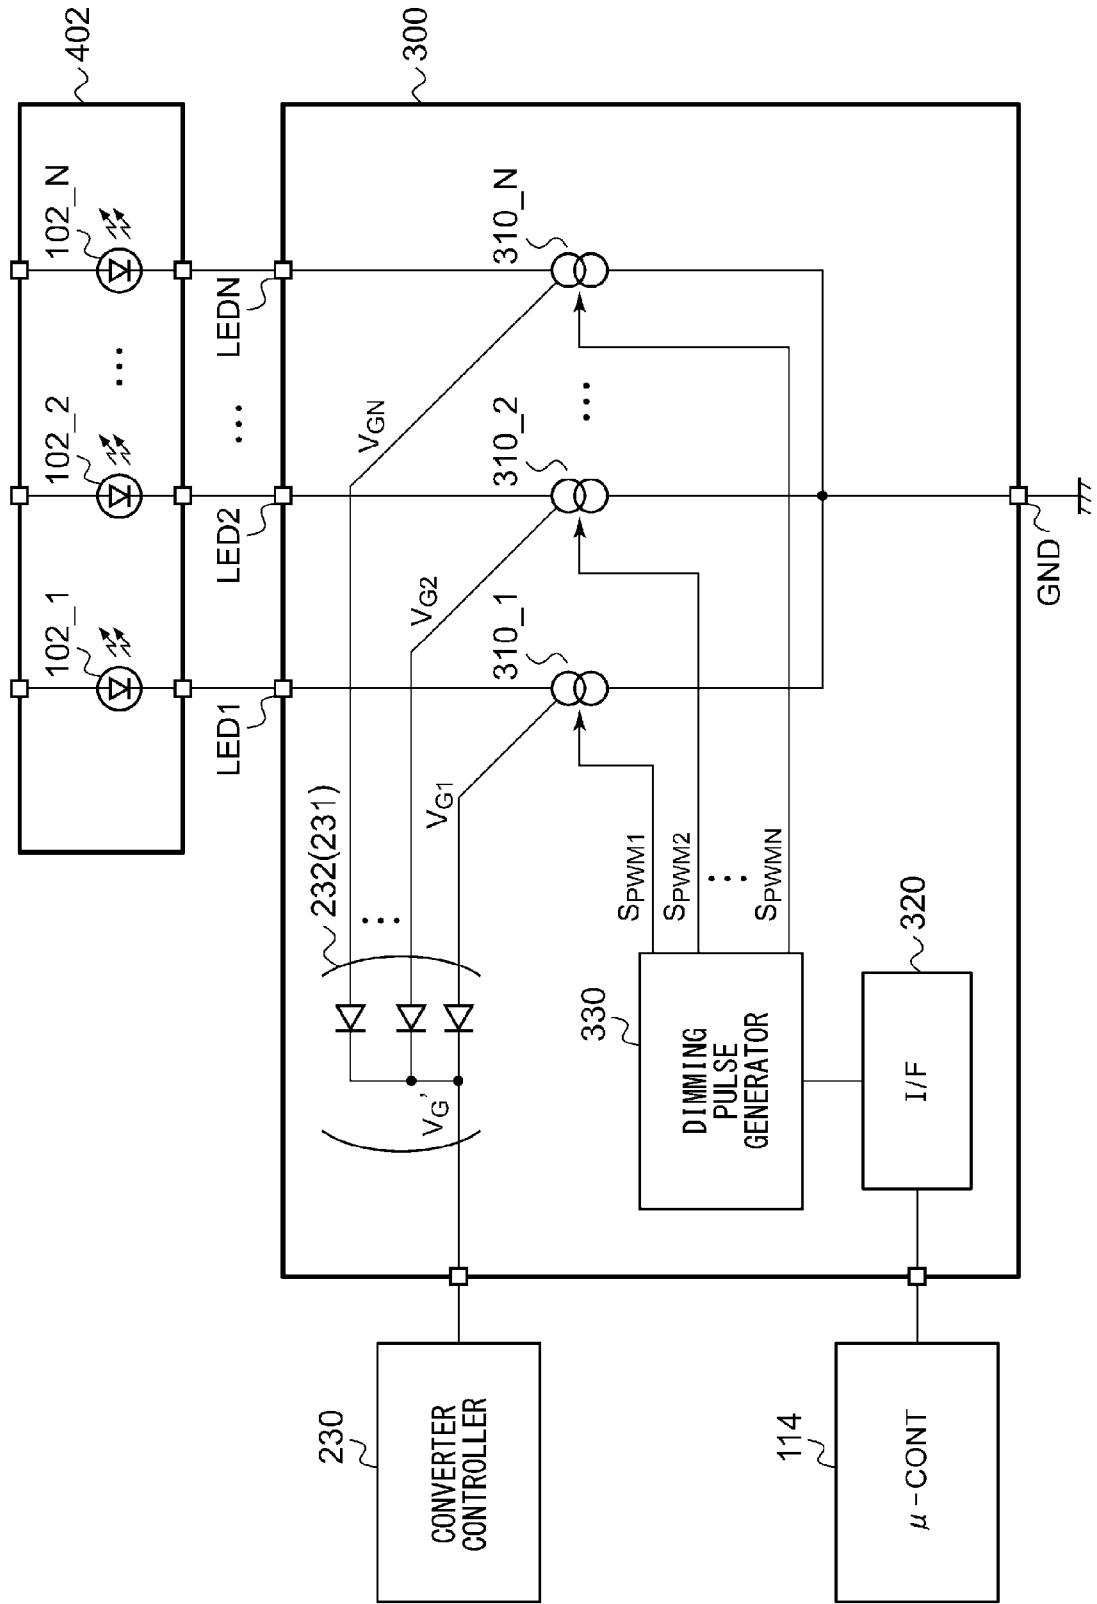 402
102_1
102_2
...
102_N
300
LED1
LED2
...
LEDN
232(231)
...
VG1
VG2
VGN
VG'
310_1
310_2
...
310_N
330
DIMMING
PULSE
GENERATOR
SPWM1
SPWM2
...
SPWMN
320
I/F
GND
230
CONVERTER
CONTROLLER
114
μ-CONT